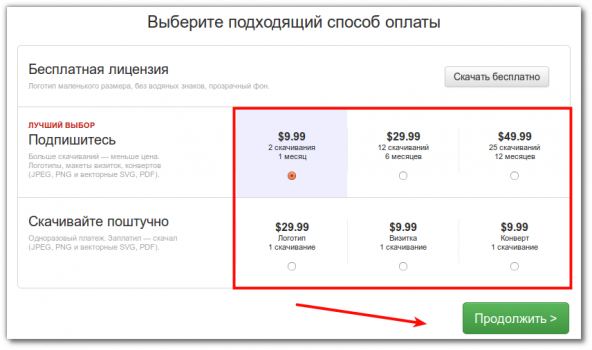 Выберите подходящий способ оплаты
Бесплатная лицензия
Логотип маленького размера, без водяных знаков, прозрачный фон.
Скачать бесплатно
ЛУЧШИЙ ВЫБОР
Подпишитесь
Больше скачиваний — меньше цена.
Логотипы, макеты визиток, конвертов
(JPEG, PNG и векторные SVG, PDF).
$9.99
2 скачивания
1 месяц
$29.99
12 скачиваний
6 месяцев
$49.99
25 скачиваний
12 месяцев
Скачивайте поштучно
Одноразовый платеж. Заплатил — скачал
(JPEG, PNG и векторные SVG, PDF).
$29.99
Логотип
1 скачивание
$9.99
Визитка
1 скачивание
$9.99
Конверт
1 скачивание
Продолжить >